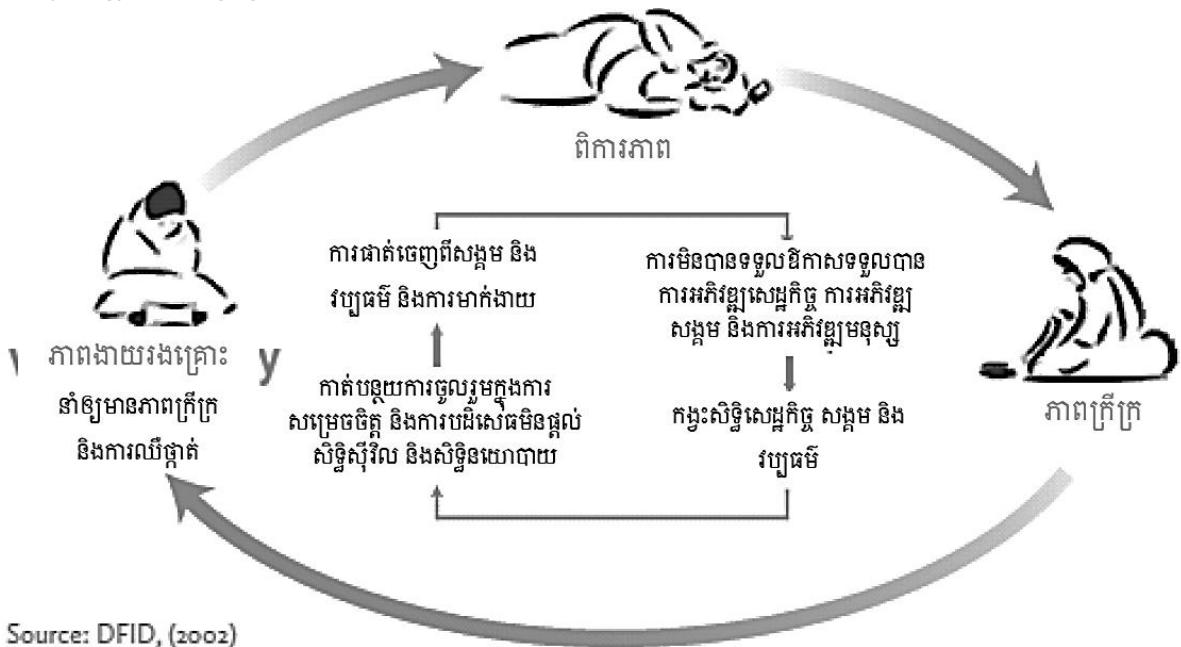 ពិការភាព
ការផាត់ចេញពីសង្គម និង
វប្បធម៌ និងការមាក់ងាយ
ការមិនបានទទួលឱកាសទទួលបាន
ការអភិវឌ្ឍសេដ្ឋកិច្ច ការអភិវឌ្ឍ
សង្គម និងការអភិវឌ្ឍមនុស្ស
ភាពងាយរងគ្រោះ y
នាំឲ្យមានភាពក្រីក្រ
និងការឈឺថ្កាត់
កាត់បន្ថយការចូលរួមក្នុងការ
សម្រេចចិត្ត និងការបដិសេធមិនផ្តល់
សិទ្ធិស៊ីវិល និងសិទ្ធិនយោបាយ
កង្វះសិទ្ធិសេដ្ឋកិច្ច សង្គម និង
វប្បធម៌
ភាពក្រីក្រ
Source: DFID, (2002)